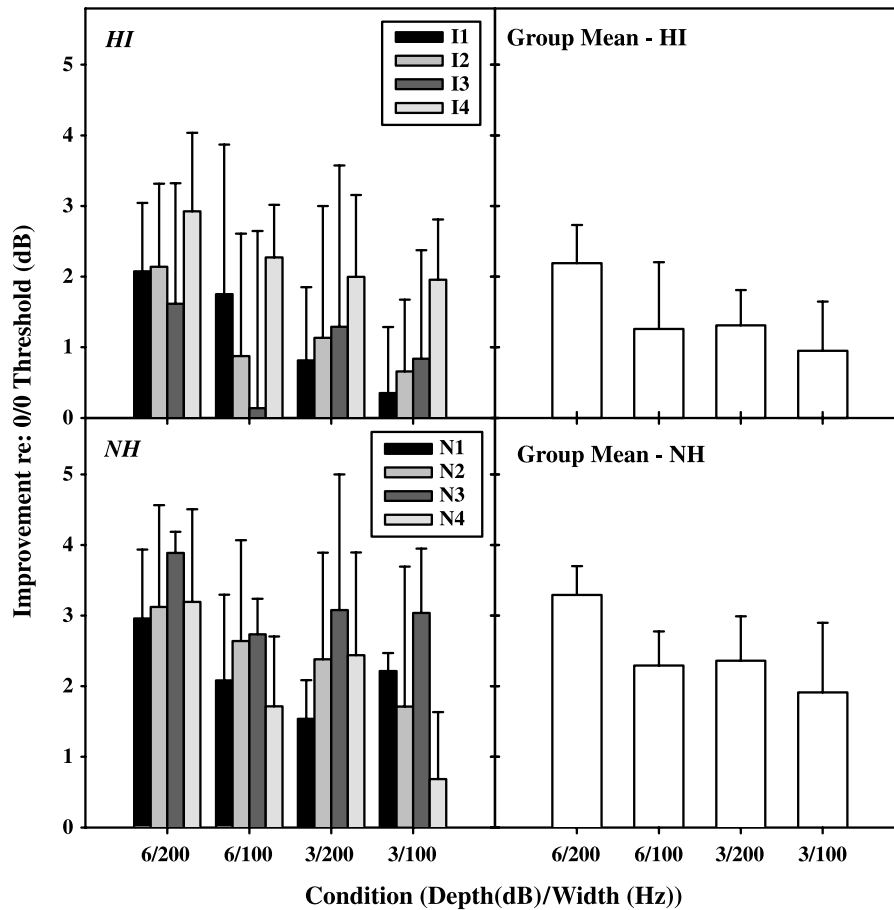 HI
I1
I2
I3
I4
Group Mean - HI
5
4
3
2
1
0
NH
N1
N2
N3
N4
Group Mean - NH
5
4
3
2
1
0
Improvement re: 0/0 Threshold (dB)
6/200 6/100 3/200 3/100
6/200 6/100 3/200 3/100
Condition (Depth(dB)/Width (Hz))